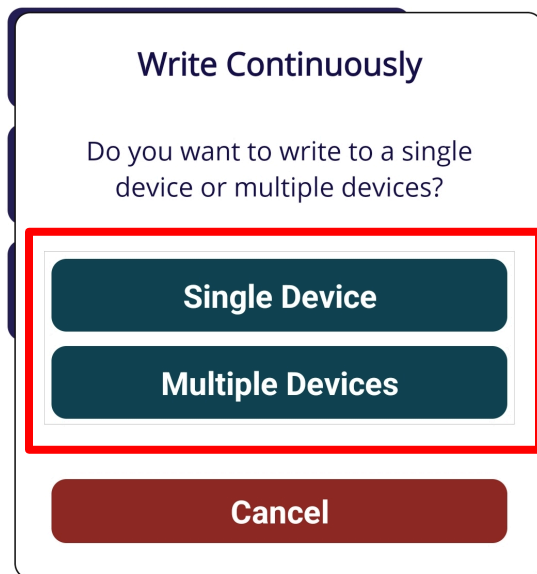 Write Continuously
Do you want to write to a single
device or multiple devices?
Single Device
Multiple Devices
Cancel